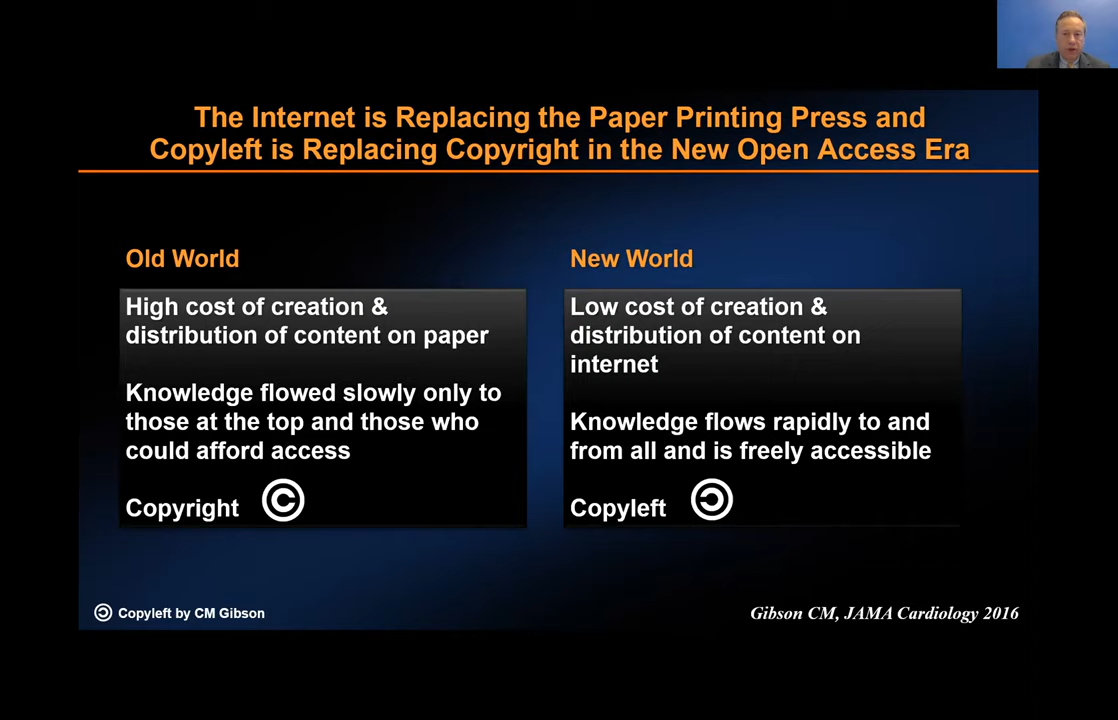 The Internet is Replacing the Paper Printing Press and
Copyleft is Replacing Copyright in the New Open Access Era
Old World
High cost of creation &
distribution of content on paper
Knowledge flowed slowly only to
those at the top and those who
could afford access
Copyright ©
New World
Low cost of creation &
distribution of content on
internet
Knowledge flows rapidly to and
from all and is freely accessible
Copyleft 🄯
🄯 Copyleft by CM Gibson
Gibson CM, JAMA Cardiology 2016